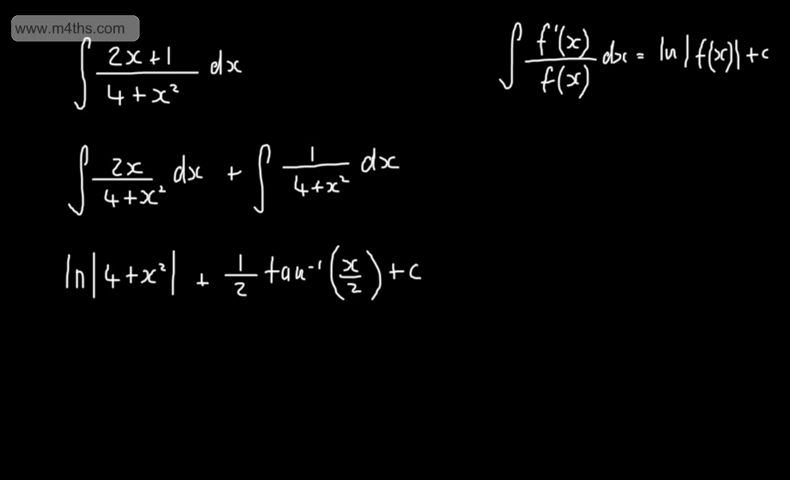 www.m4ths.com
∫ (2x+1)/(4+x²) dx
∫ f'(x)/f(x) dx = ln|f(x)|+c
∫ 2x/(4+x²) dx + ∫ 1/(4+x²) dx
ln|4+x²| + 1/2 tan⁻¹(x/2)+c